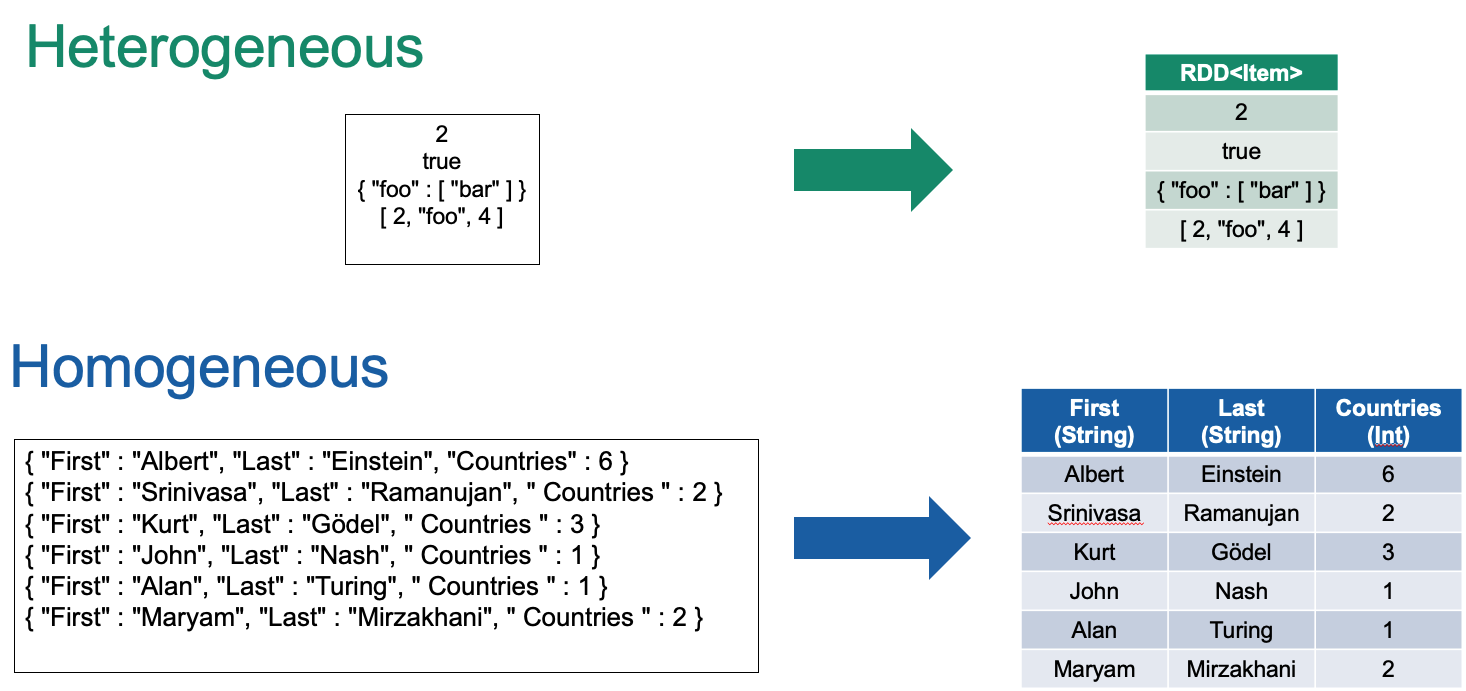 Heterogeneous
2
true
{ "foo" : [ "bar" ] }
[ 2, "foo", 4 ]
RDD<Item>
2
true
{ "foo" : [ "bar" ] }
[ 2, "foo", 4 ]
Homogeneous
{ "First" : "Albert", "Last" : "Einstein", "Countries" : 6 }
{ "First" : "Srinivasa", "Last" : "Ramanujan", " Countries " : 2 }
{ "First" : "Kurt", "Last" : "Gödel", " Countries " : 3 }
{ "First" : "John", "Last" : "Nash", " Countries " : 1 }
{ "First" : "Alan", "Last" : "Turing", " Countries " : 1 }
{ "First" : "Maryam", "Last" : "Mirzakhani", " Countries " : 2 }
First Last Countries
(String) (String) (Int)
Albert Einstein 6
Srinivasa Ramanujan 2
Kurt Gödel 3
John Nash 1
Alan Turing 1
Maryam Mirzakhani 2